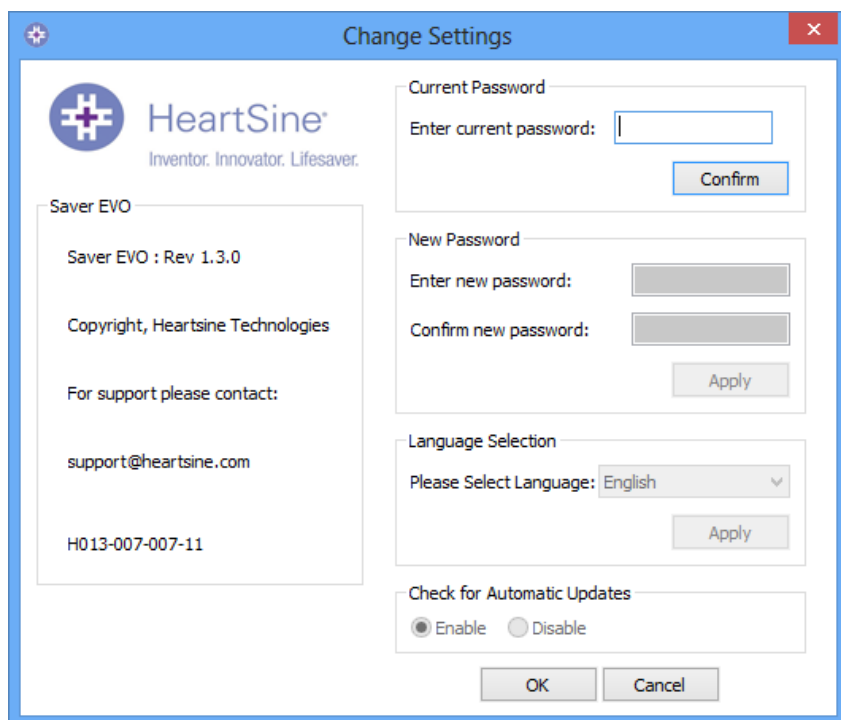 Change Settings
HeartSine®
Inventor. Innovator. Lifesaver.
Saver EVO
Saver EVO : Rev 1.3.0
Copyright, Heartsine Technologies
For support please contact:
support@heartsine.com
H013-007-007-11
Current Password
Enter current password:
Confirm
New Password
Enter new password:
Confirm new password:
Apply
Language Selection
Please Select Language: English
Apply
Check for Automatic Updates
Enable Disable
OK Cancel